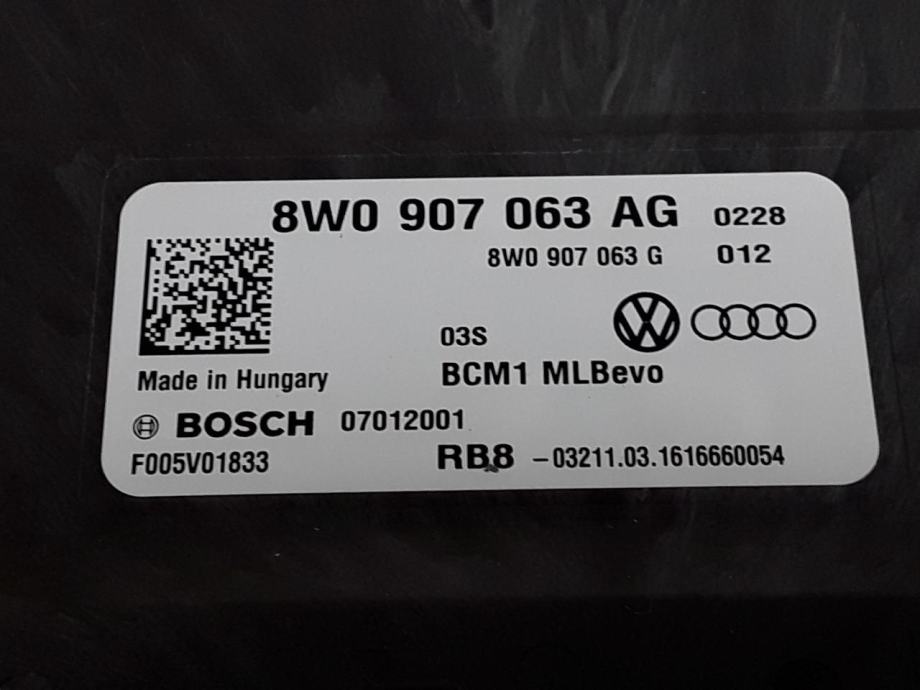 8W0 907 063 AG 0228
8W0 907 063 G 012
03S
Made in Hungary
BCM1 MLBevo
BOSCH 07012001
F005V01833
RB8 -03211.03.1616660054